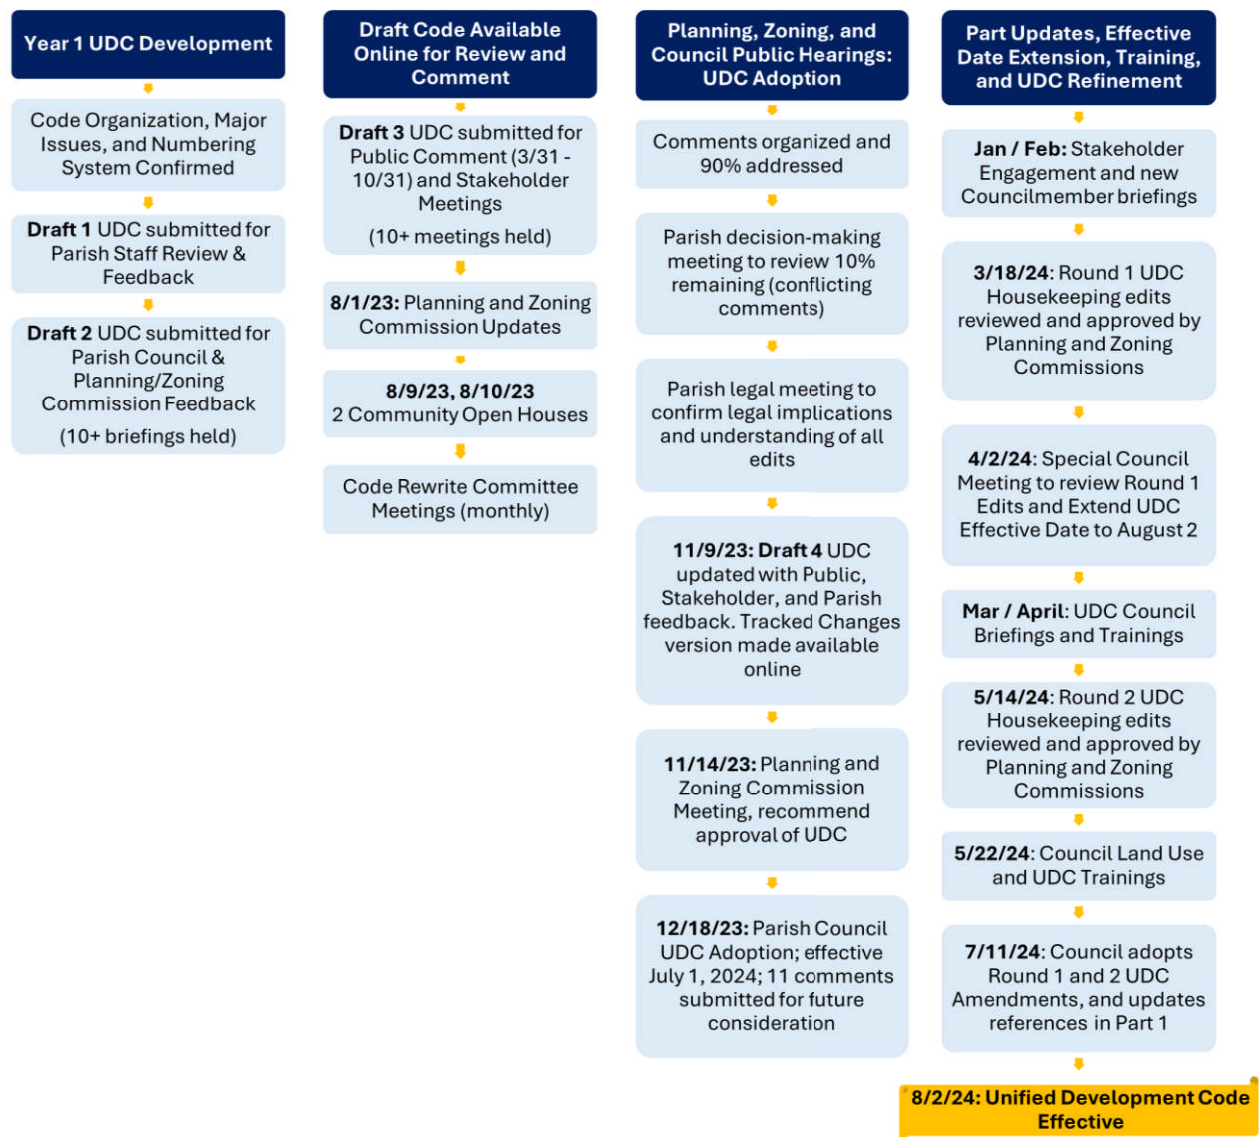 Year 1 UDC Development
Code Organization, Major
Issues, and Numbering
System Confirmed
Draft 1 UDC submitted for
Parish Staff Review &
Feedback
Draft 2 UDC submitted for
Parish Council &
Planning/Zoning
Commission Feedback
(10+ briefings held)
Draft Code Available
Online for Review and
Comment
Draft 3 UDC submitted for
Public Comment (3/31 -
10/31) and Stakeholder
Meetings
(10+ meetings held)
8/1/23: Planning and Zoning
Commission Updates
8/9/23, 8/10/23
2 Community Open Houses
Code Rewrite Committee
Meetings (monthly)
Planning, Zoning, and
Council Public Hearings:
UDC Adoption
Comments organized and
90% addressed
Parish decision-making
meeting to review 10%
remaining (conflicting
comments)
Parish legal meeting to
confirm legal implications
and understanding of all
edits
11/9/23: Draft 4 UDC
updated with Public,
Stakeholder, and Parish
feedback. Tracked Changes
version made available
online
11/14/23: Planning and
Zoning Commission
Meeting, recommend
approval of UDC
12/18/23: Parish Council
UDC Adoption; effective
July 1, 2024; 11 comments
submitted for future
consideration
Part Updates, Effective
Date Extension, Training,
and UDC Refinement
Jan / Feb: Stakeholder
Engagement and new
Councilmember briefings
3/18/24: Round 1 UDC
Housekeeping edits
reviewed and approved by
Planning and Zoning
Commissions
4/2/24: Special Council
Meeting to review Round 1
Edits and Extend UDC
Effective Date to August 2
Mar / April: UDC Council
Briefings and Trainings
5/14/24: Round 2 UDC
Housekeeping edits
reviewed and approved by
Planning and Zoning
Commissions
5/22/24: Council Land Use
and UDC Trainings
7/11/24: Council adopts
Round 1 and 2 UDC
Amendments, and updates
references in Part 1
8/2/24: Unified Development Code
Effective